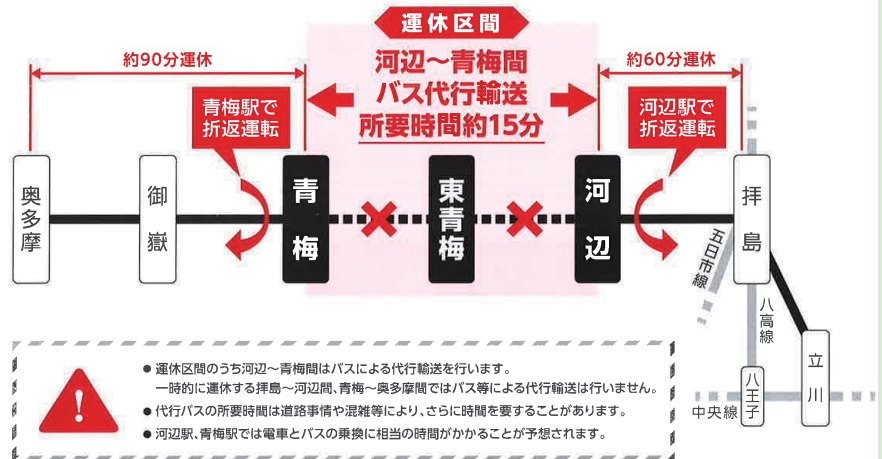 運休区間
河辺～青梅間
バス代行輸送
所要時間約15分
約90分運休
約60分運休
青梅駅で
折返運転
河辺駅で
折返運転
奥多摩
御嶽
青梅
東青梅
河辺
拝島
五日市線
八高線
立川
八王子
中央線
● 運休区間のうち河辺～青梅間はバスによる代行輸送を行います。
一時的に運休する拝島～河辺間、青梅～奥多摩間ではバス等による代行輸送は行いません。
● 代行バスの所要時間は道路事情や混雑等により、さらに時間を要することがあります。
● 河辺駅、青梅駅では電車とバスの乗換に相当の時間がかかることが予想されます。